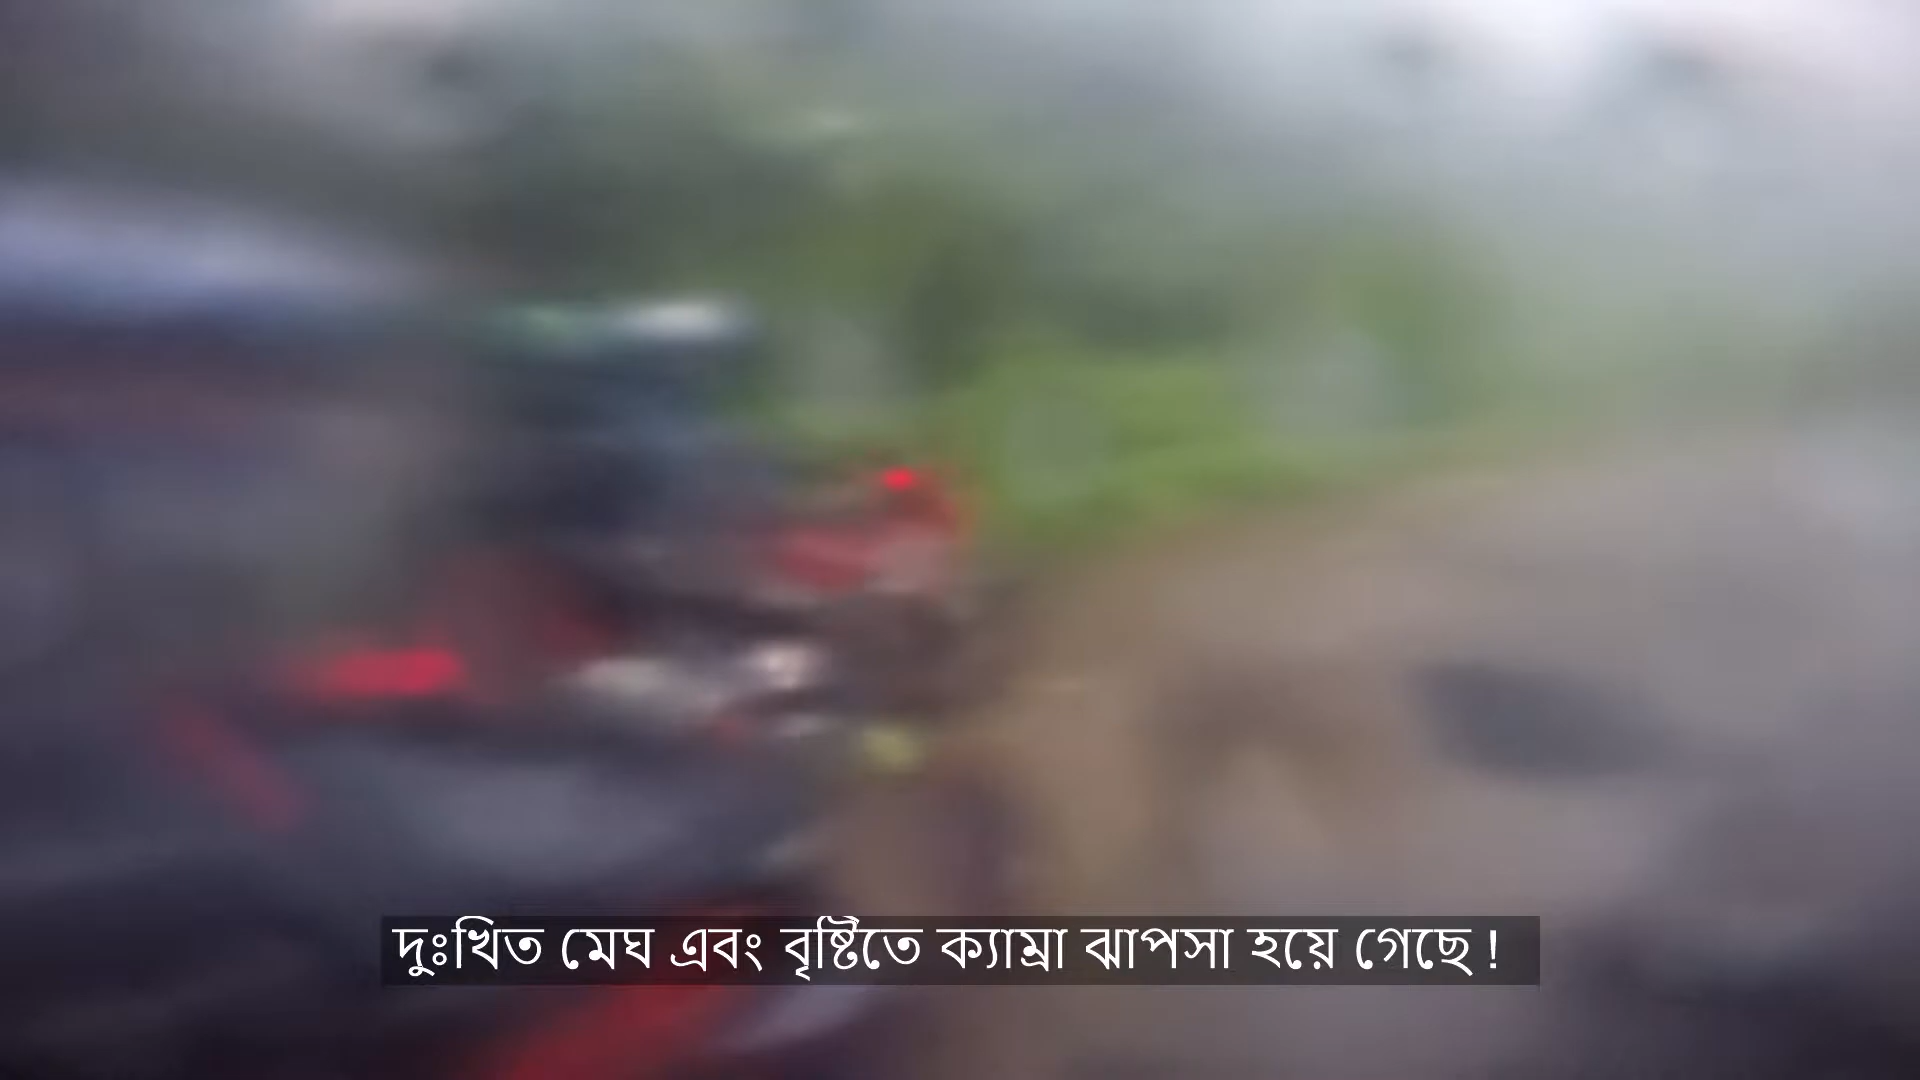 দুঃখিত মেঘ এবং বৃষ্টিতে ক্যাম্রা ঝাপসা হয়ে গেছে !